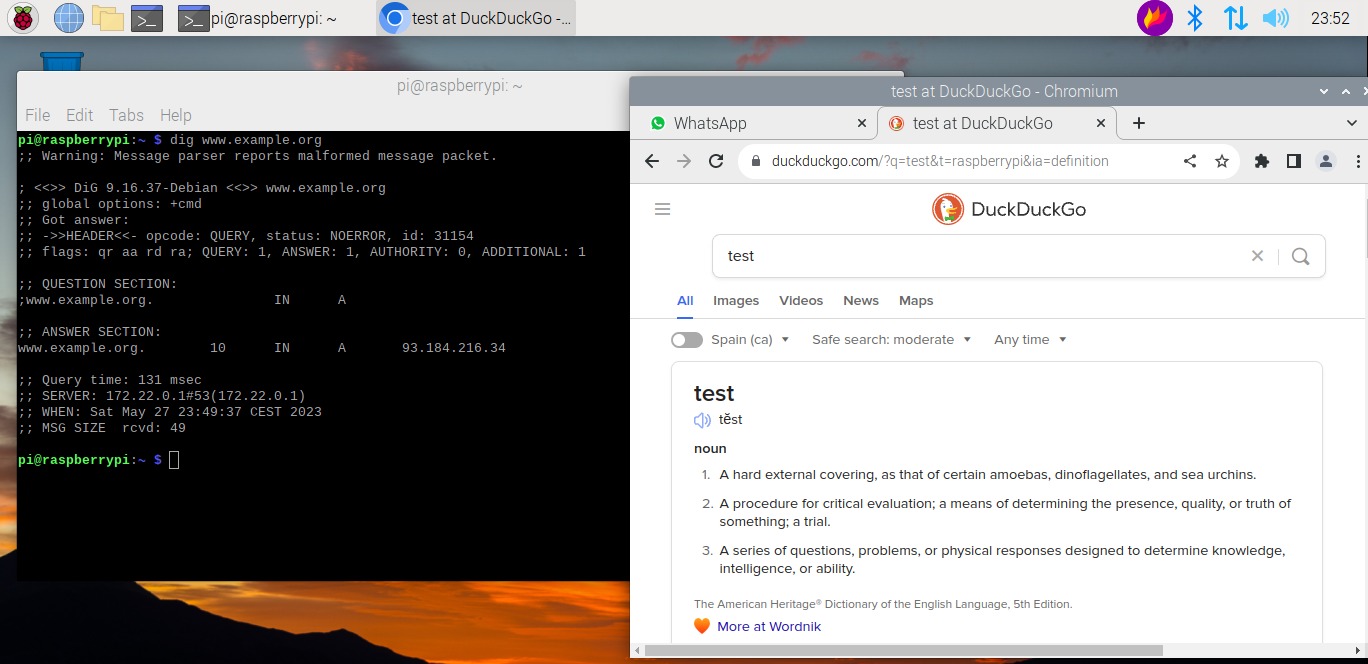 pi@raspberrypi: ~
test at DuckDuckGo -...
23:52
pi@raspberrypi: ~
File Edit Tabs Help
pi@raspberrypi:~ $ dig www.example.org
;; Warning: Message parser reports malformed message packet.
; <<>> DiG 9.16.37-Debian <<>> www.example.org
;; global options: +cmd
;; Got answer:
;; ->>HEADER<<- opcode: QUERY, status: NOERROR, id: 31154
;; flags: qr aa rd ra; QUERY: 1, ANSWER: 1, AUTHORITY: 0, ADDITIONAL: 1
;; QUESTION SECTION:
;www.example.org. IN A
;; ANSWER SECTION:
www.example.org. 10 IN A 93.184.216.34
;; Query time: 131 msec
;; SERVER: 172.22.0.1#53(172.22.0.1)
;; WHEN: Sat May 27 23:49:37 CEST 2023
;; MSG SIZE rcvd: 49
pi@raspberrypi:~ $
test at DuckDuckGo - Chromium
WhatsApp
test at DuckDuckGo
duckduckgo.com/?q=test&t=raspberrypi&ia=definition
DuckDuckGo
test
All Images Videos News Maps
Spain (ca) Safe search: moderate Any time
test
tĕst
noun
1. A hard external covering, as that of certain amoebas, dinoflagellates, and sea urchins.
2. A procedure for critical evaluation; a means of determining the presence, quality, or truth of
something; a trial.
3. A series of questions, problems, or physical responses designed to determine knowledge,
intelligence, or ability.
The American Heritage® Dictionary of the English Language, 5th Edition.
More at Wordnik